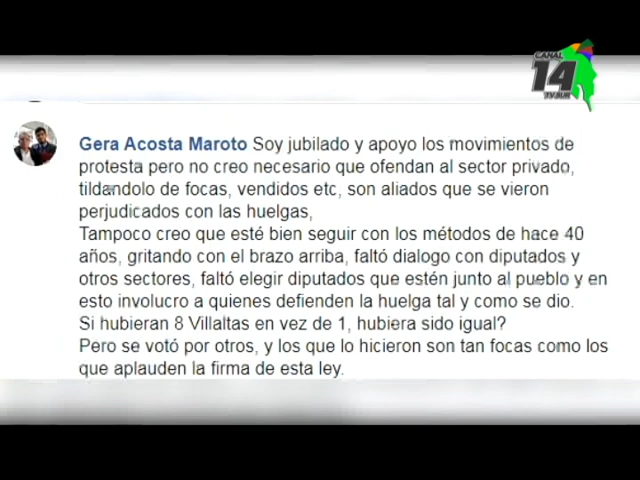 CANAL
14
TV SUR
Gera Acosta Maroto Soy jubilado y apoyo los movimientos de
protesta pero no creo necesario que ofendan al sector privado,
tildandolo de focas, vendidos etc, son aliados que se vieron
perjudicados con las huelgas,
Tampoco creo que esté bien seguir con los métodos de hace 40
años, gritando con el brazo arriba, faltó dialogo con diputados y
otros sectores, faltó elegir diputados que estén junto al pueblo y en
esto involucro a quienes defienden la huelga tal y como se dio.
Si hubieran 8 Villaltas en vez de 1, hubiera sido igual?
Pero se votó por otros, y los que lo hicieron son tan focas como los
que aplauden la firma de esta ley.